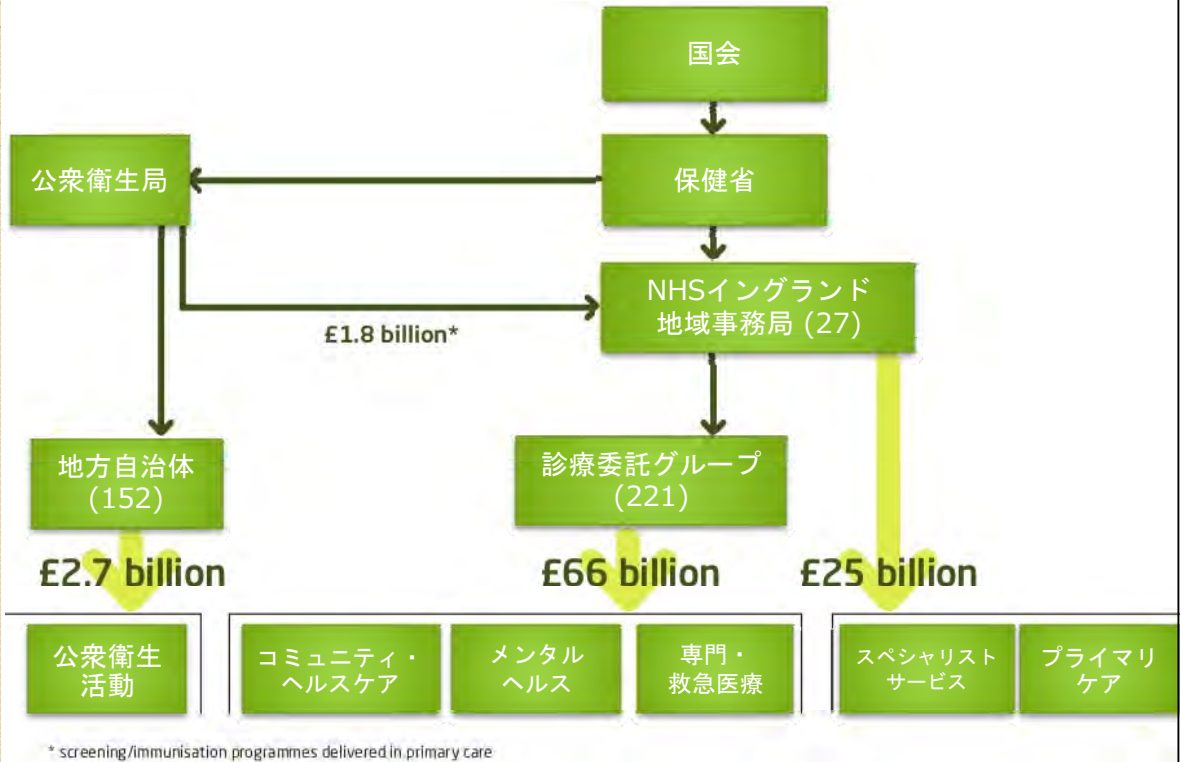 国会
公衆衛生局
保健省
NHSイングランド
地域事務局 (27)
£1.8 billion*
地方自治体
(152)
診療委託グループ
(221)
£2.7 billion
£66 billion
£25 billion
公衆衛生
活動
コミュニティ・
ヘルスケア
メンタル
ヘルス
専門・
救急医療
スペシャリスト
サービス
プライマリ
ケア
* screening/immunisation programmes delivered in primary care